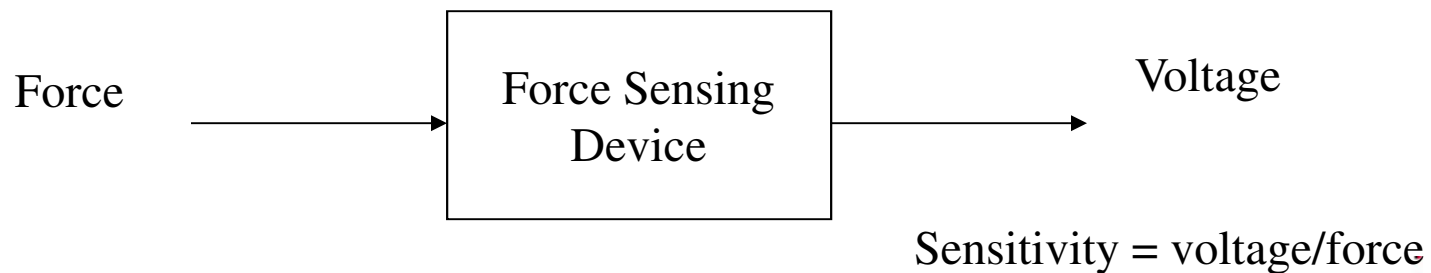 Force
Force Sensing
Device
Voltage
Sensitivity = voltage/force